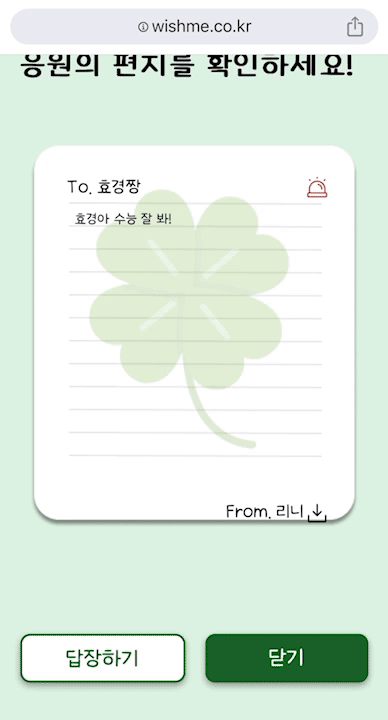 wishme.co.kr
응원의 편지를 확인하세요!
To. 효경짱
효경아 수능 잘 봐!
From. 리니
답장하기
닫기